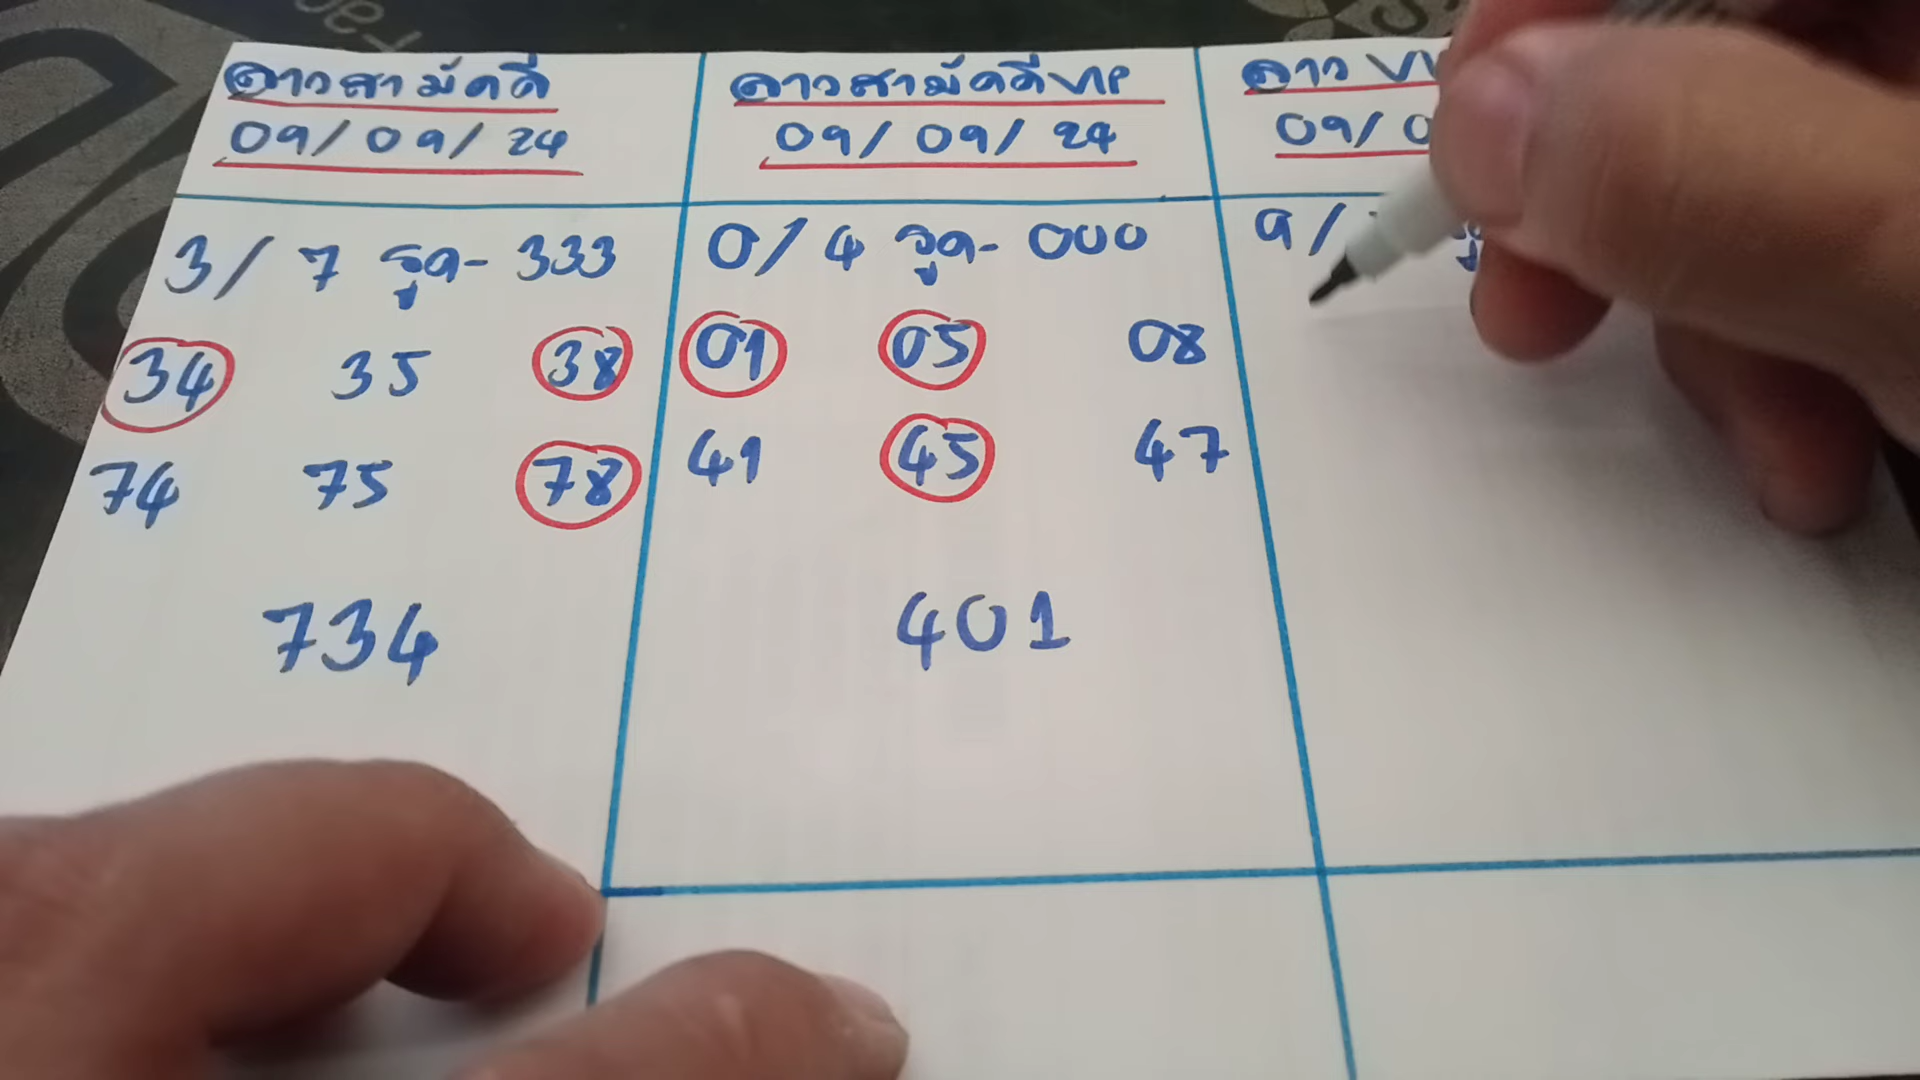 ลาวสามัคคี
09/09/24
3/7 รูด- 333
34 35 38
74 75 78
734
ลาวสามัคคีVIP
09/09/24
0/4 รูด- 000
01 05 08
41 45 47
401
ลาว
09/
9/